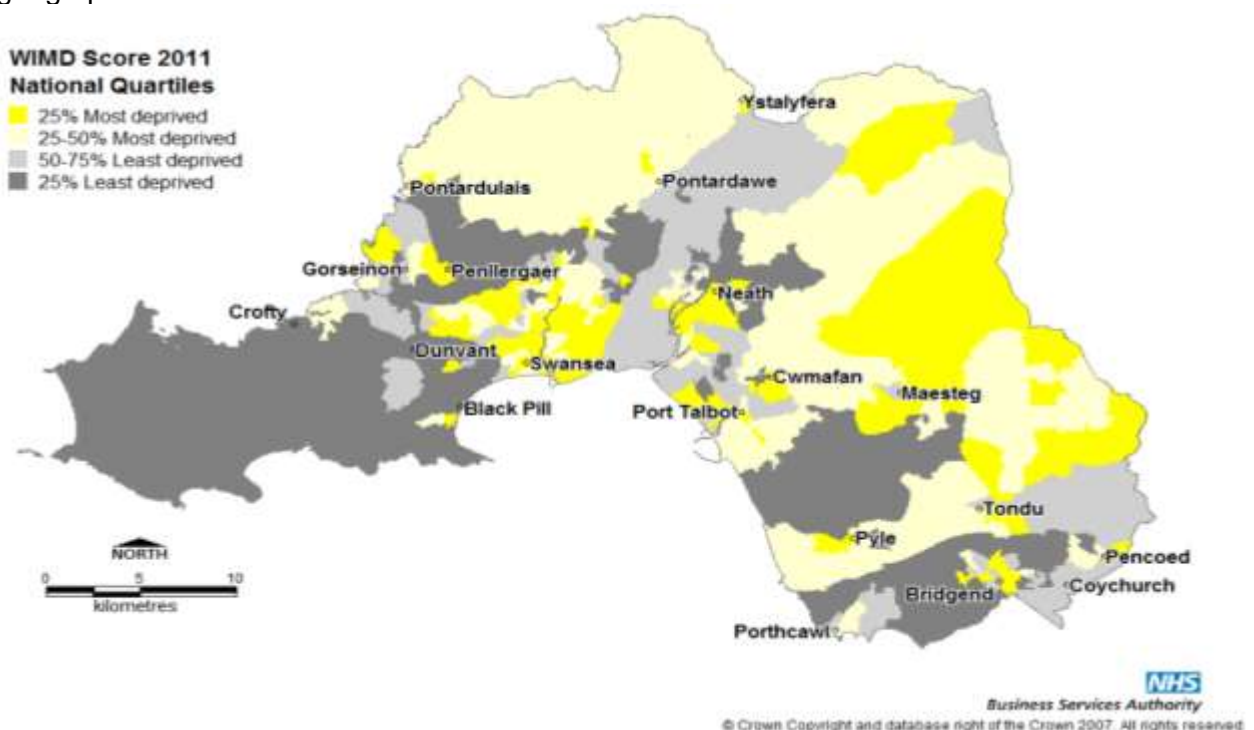 WIMD Score 2011
National Quartiles
25% Most deprived
25-50% Most deprived
50-75% Least deprived
25% Least deprived
Ystalyfera
Pontardulais
Pontardawe
Gorseinon
Penllergaer
Neath
Crofty
Dunvant
Swansea
Cwmafan
Maesteg
Black Pill
Port Talbot
Tondu
Pyle
Pencoed
Bridgend
Coychurch
Porthcawl
NORTH
0 5 10
kilometres
NHS
Business Services Authority
© Crown Copyright and database right of the Crown 2007. All rights reserved